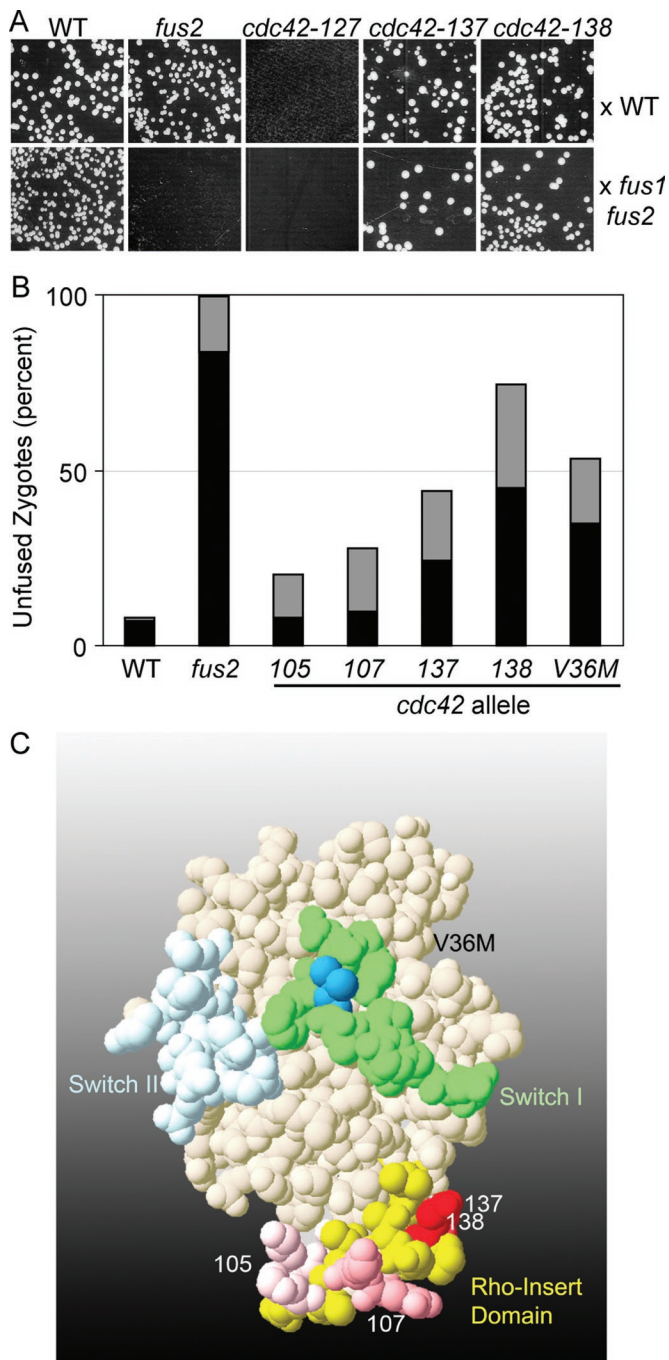 A
WT fus2 cdc42-127 cdc42-137 cdc42-138
x WT
x fus1
fus2
B
Unfused Zygotes (percent)
100
50
0
WT fus2 105 107 137 138 V36M
cdc42 allele
C
V36M
Switch II
Switch I
137
138
105
Rho-Insert
Domain
107